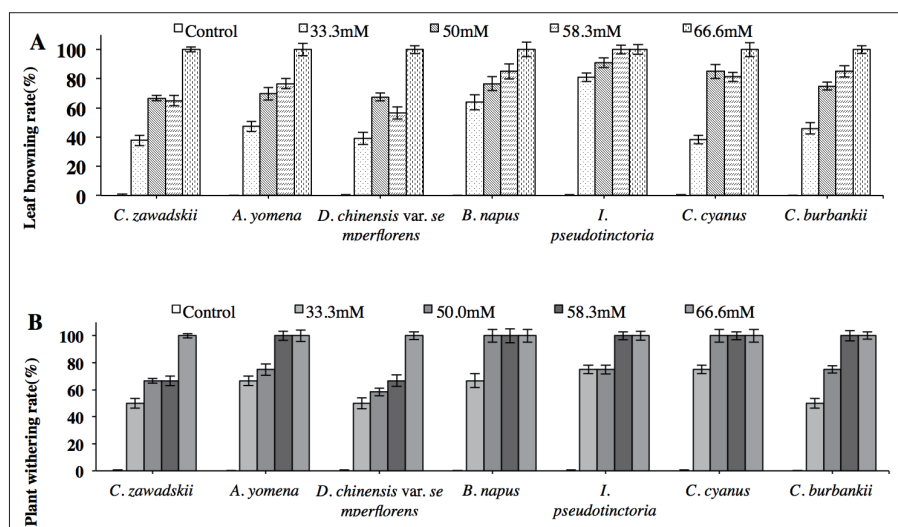 A
Control 33.3mM 50mM 58.3mM 66.6mM
Leaf browning rate(%)
100
80
60
40
20
0
C. zawadskii A. yomena D. chinensis var. se B. napus I. C. cyanus C. burbankii
mperflorens pseudotinctoria
B
Control 33.3mM 50.0mM 58.3mM 66.6mM
Plant withering rate(%)
100
80
60
40
20
0
C. zawadskii A. yomena D. chinensis var. se B. napus I. C. cyanus C. burbankii
mperflorens pseudotinctoria